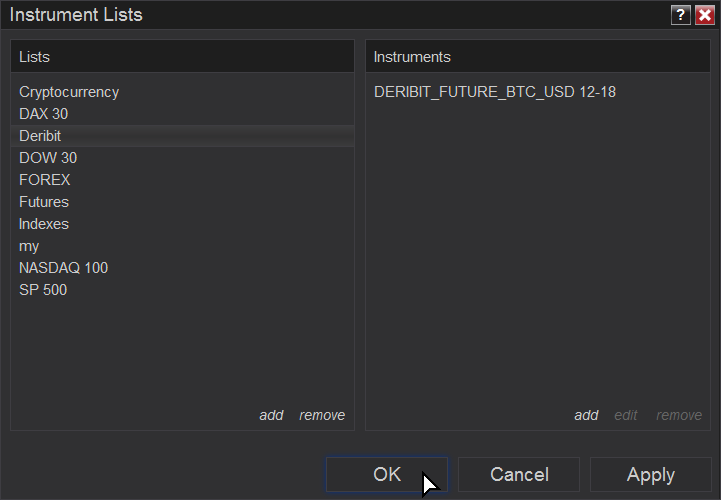 Instrument Lists
?
Lists
Cryptocurrency
DAX 30
Deribit
DOW 30
FOREX
Futures
Indexes
my
NASDAQ 100
SP 500
add remove
Instruments
DERIBIT_FUTURE_BTC_USD 12-18
add edit remove
OK Cancel Apply